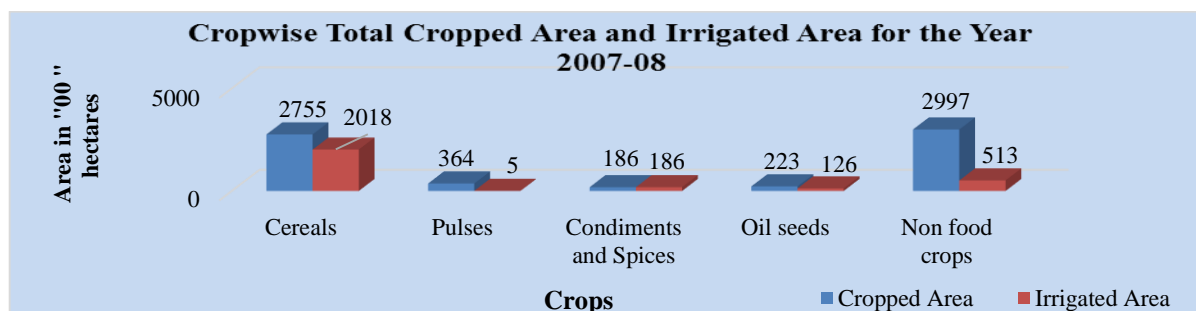 Cropwise Total Cropped Area and Irrigated Area for the Year
2007-08
Area in "00"
hectares
5000
0
2755
2018
364
5
186
186
223
126
2997
513
Cereals
Pulses
Condiments
and Spices
Oil seeds
Non food
crops
Crops
Cropped Area
Irrigated Area